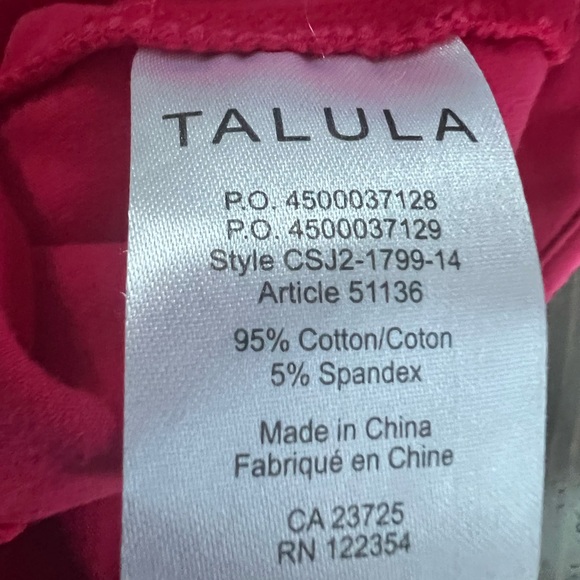 TALULA
P.O. 4500037128
P.O. 4500037129
Style CSJ2-1799-14
Article 51136
95% Cotton/Coton
5% Spandex
Made in China
Fabriqué en Chine
CA 23725
RN 122354